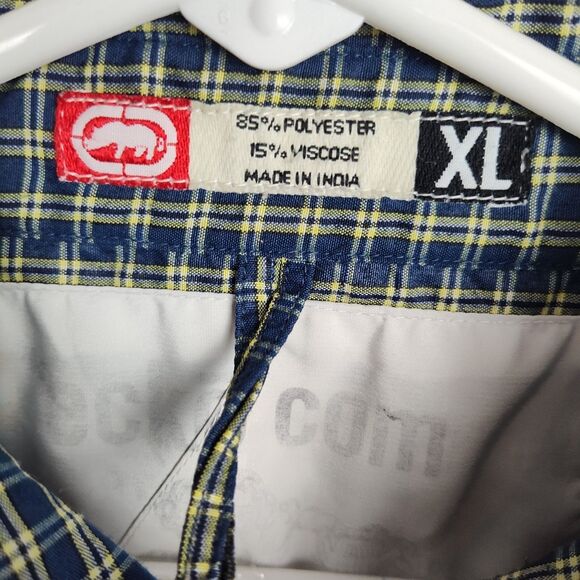 85% POLYESTER
15% VISCOSE
MADE IN INDIA
XL
com